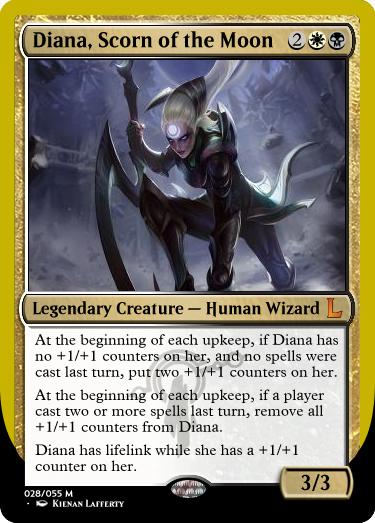 Diana, Scorn of the Moon 2
Legendary Creature — Human Wizard L
At the beginning of each upkeep, if Diana has
no +1/+1 counters on her, and no spells were
cast last turn, put two +1/+1 counters on her.
At the beginning of each upkeep, if a player
cast two or more spells last turn, remove all
+1/+1 counters from Diana.
Diana has lifelink while she has a +1/+1
counter on her.
3/3
028/055 M
· Kienan Lafferty